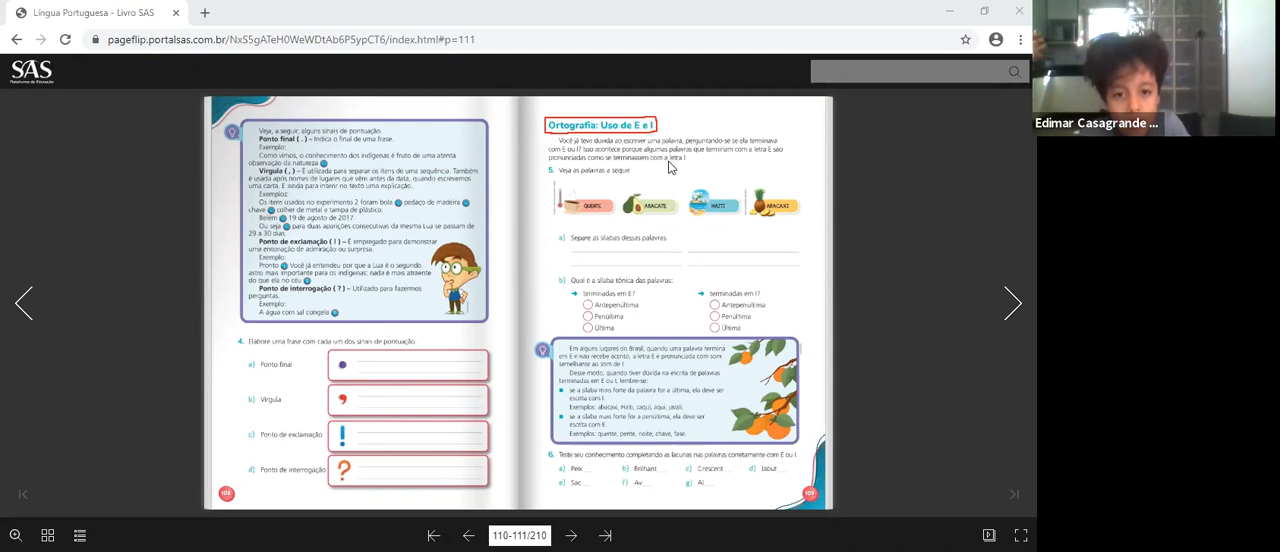 Língua Portuguesa - Livro SAS
pageflip.portalsas.com.br/NxS5gATeH0WeWDtAb6P5ypCT6/index.html#p=111
SAS
Plataforma de Educação
Veja, a seguir, alguns sinais de pontuação.
Ponto final ( . ) – Indica o final de uma frase.
Exemplo:
Como vimos, o conhecimento dos indígenas é fruto de uma atenta
observação da natureza
Vírgula ( , ) – É utilizada para separar os itens de uma sequência. Também
é usada após nomes de lugares que vêm antes da data, quando escrevemos
uma carta. E ainda para inserir no texto uma explicação.
Exemplos:
Os itens usados no experimento 2 foram bola pedaço de madeira
chave colher de metal e tampa de plástico.
Belém 19 de agosto de 2017.
Ou seja para duas aparições consecutivas da mesma Lua se passam de
29 a 30 dias.
Ponto de exclamação ( ! ) – É empregado para demonstrar
uma entonação de admiração ou surpresa.
Exemplo:
Pronto Você já entendeu por que a Lua é o segundo
astro mais importante para os indígenas: nada é mais atraente
do que ela no céu
Ponto de interrogação ( ? ) – Utilizado para fazermos
perguntas.
Exemplo:
A água com sal congela
4. Elabore uma frase com cada um dos sinais de pontuação.
a) Ponto final
.
b) Vírgula
,
c) Ponto de exclamação
!
d) Ponto de interrogação
?
108
Ortografia: Uso de E e I
Você já teve dúvida ao escrever uma palavra, perguntando-se se ela terminava
com E ou I? Isso acontece porque algumas palavras que terminam com a letra E são
pronunciadas como se terminassem com a letra I.
5. Veja as palavras a seguir
QUENTE
ABACATE
HAITI
ABACAXI
a) Separe as sílabas dessas palavras.
b) Qual é a sílaba tônica das palavras:
terminadas em E?
Antepenúltima
Penúltima
Última
terminadas em I?
Antepenúltima
Penúltima
Última
Em alguns lugares do Brasil, quando uma palavra termina
em E e não recebe acento, a letra E é pronunciada com som
semelhante ao som de I.
Desse modo, quando tiver dúvida na escrita de palavras
terminadas em E ou I, lembre-se:
se a sílaba mais forte da palavra for a última, ela deve ser
escrita com I.
Exemplos: abacaxi, Haiti, caqui, aqui, javali.
se a sílaba mais forte for a penúltima, ela deve ser
escrita com E.
Exemplos: quente, pente, noite, chave, fase.
6. Teste seu conhecimento completando as lacunas nas palavras corretamente com E ou I.
a) Peix__ b) Brilhant__ c) Crescent__ d) Jabut__
e) Sac__ f) Av__ g) Al__
109
110-111/210
Edimar Casagrande ...